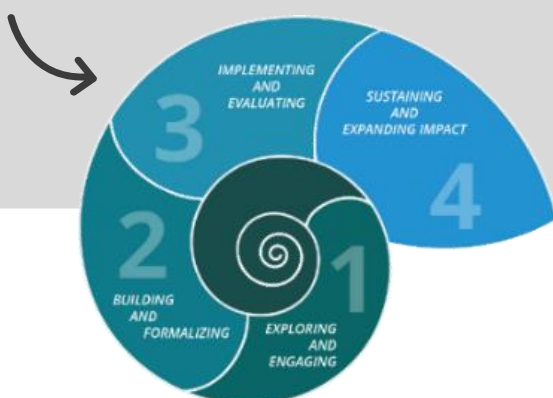 1
EXPLORING
AND
ENGAGING
2
BUILDING
AND
FORMALIZING
3
IMPLEMENTING
AND
EVALUATING
4
SUSTAINING
AND
EXPANDING IMPACT